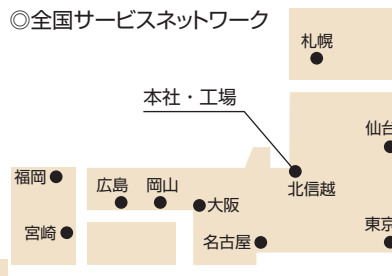 ◎全国サービスネットワーク
札幌
本社・工場
仙台
福岡
広島
岡山
北信越
大阪
宮崎
名古屋
東京